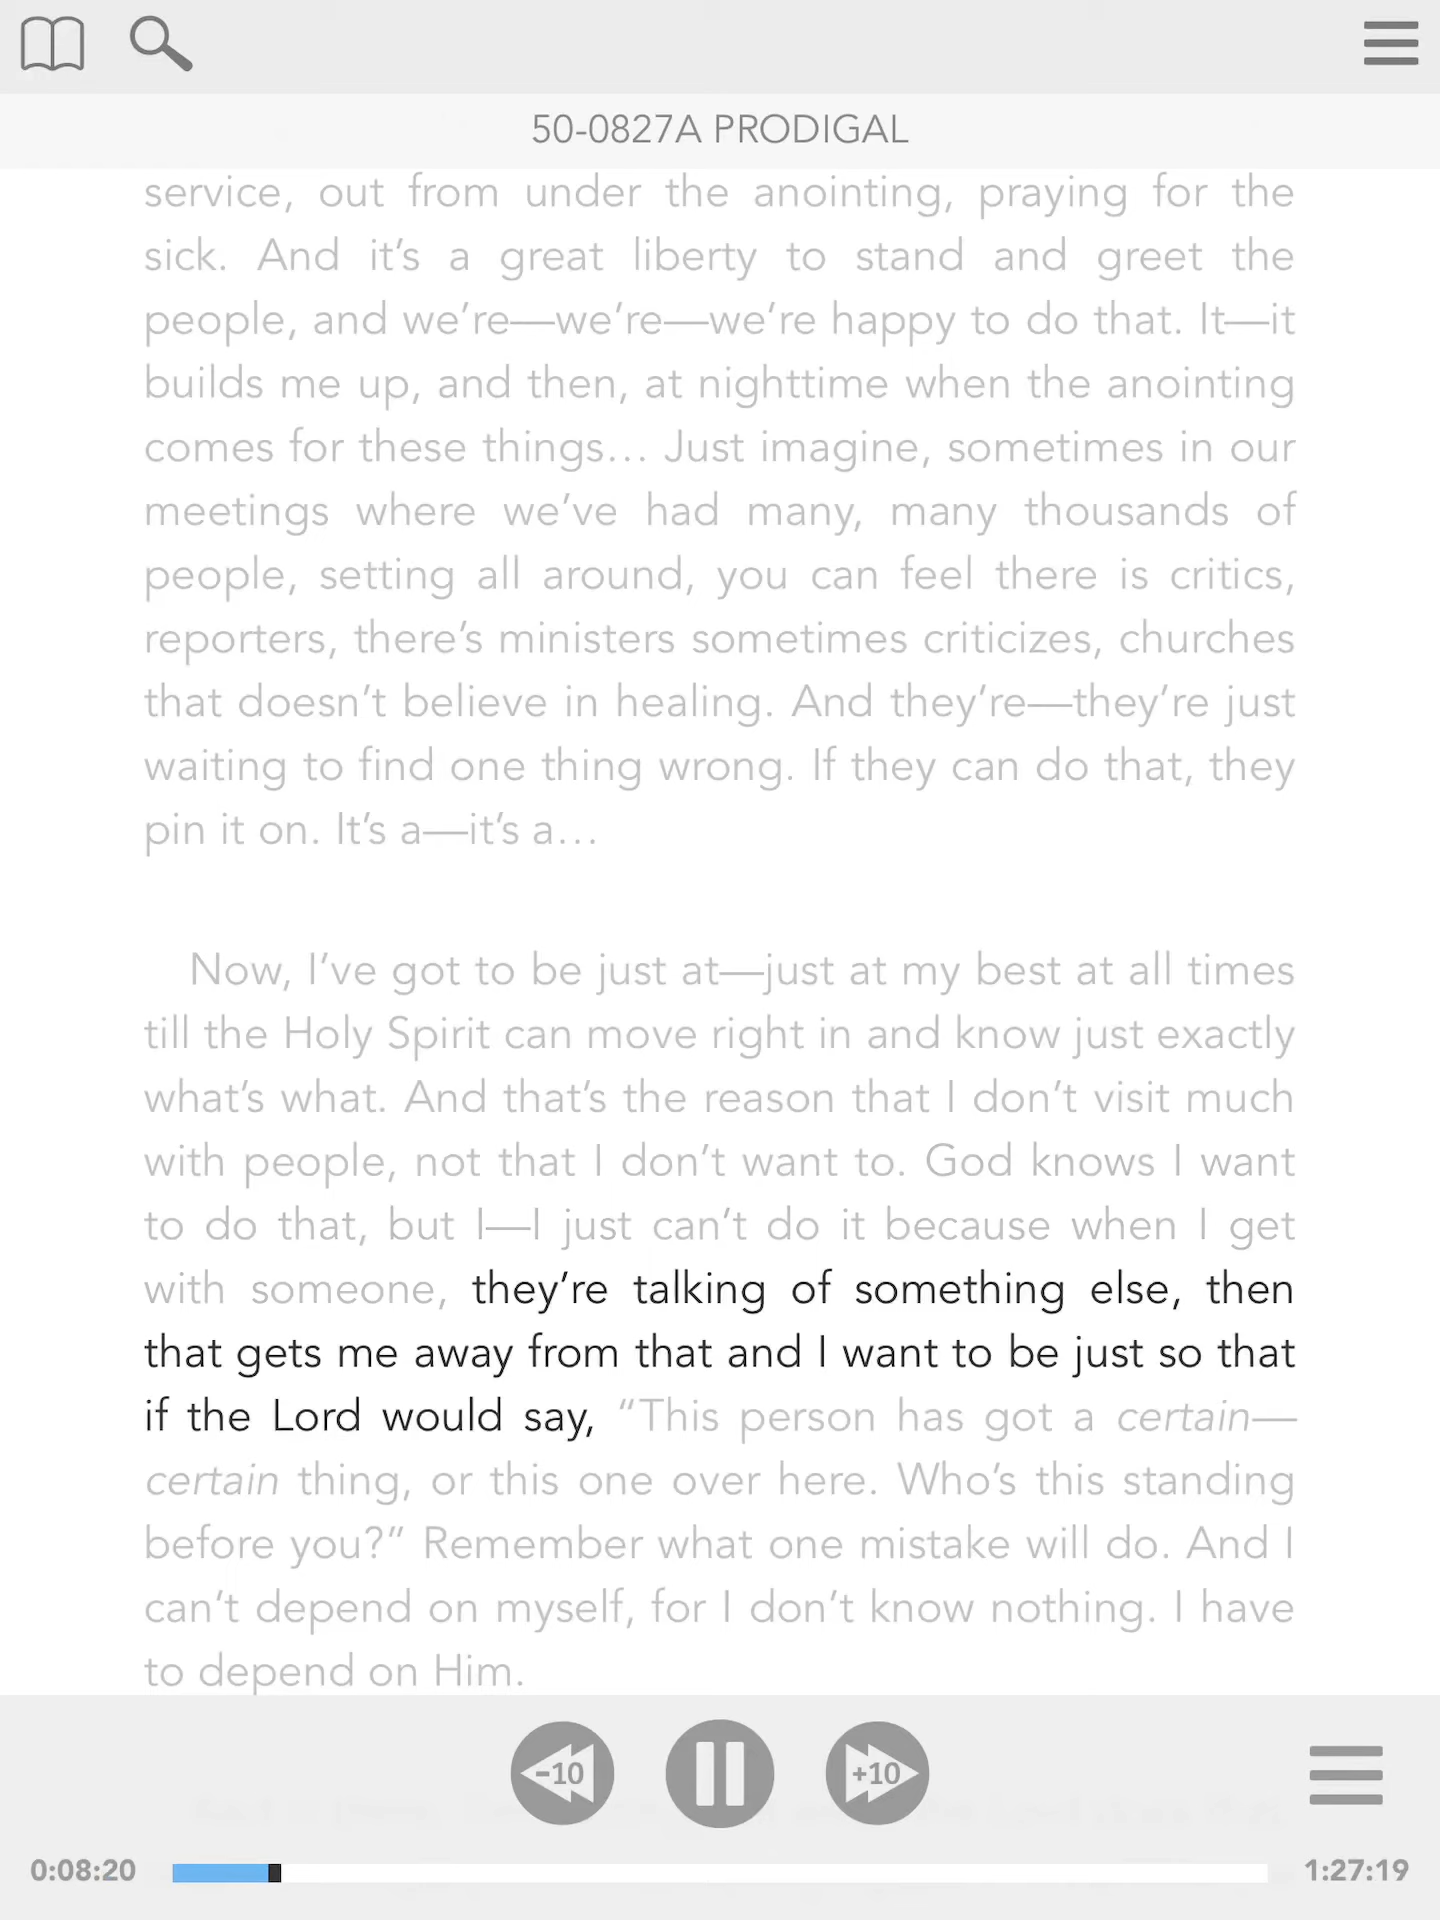 50-0827A PRODIGAL
service, out from under the anointing, praying for the
sick. And it’s a great liberty to stand and greet the
people, and we’re—we’re—we’re happy to do that. It—it
builds me up, and then, at nighttime when the anointing
comes for these things… Just imagine, sometimes in our
meetings where we’ve had many, many thousands of
people, setting all around, you can feel there is critics,
reporters, there’s ministers sometimes criticizes, churches
that doesn’t believe in healing. And they’re—they’re just
waiting to find one thing wrong. If they can do that, they
pin it on. It’s a—it’s a…
Now, I’ve got to be just at—just at my best at all times
till the Holy Spirit can move right in and know just exactly
what’s what. And that’s the reason that I don’t visit much
with people, not that I don’t want to. God knows I want
to do that, but I—I just can’t do it because when I get
with someone, they’re talking of something else, then
that gets me away from that and I want to be just so that
if the Lord would say, “This person has got a certain—
certain thing, or this one over here. Who’s this standing
before you?” Remember what one mistake will do. And I
can’t depend on myself, for I don’t know nothing. I have
to depend on Him.
-10 +10
0:08:20 1:27:19